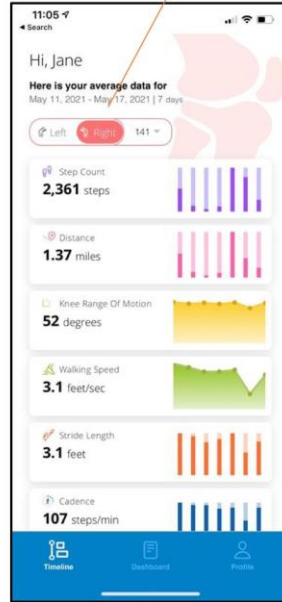 11:05
◀ Search
Hi, Jane
Here is your average data for
May 11, 2021 - May 17, 2021 | 7 days
Left Right 141
Step Count
2,361 steps
Distance
1.37 miles
Knee Range Of Motion
52 degrees
Walking Speed
3.1 feet/sec
Stride Length
3.1 feet
Cadence
107 steps/min
Timeline Dashboard Profile